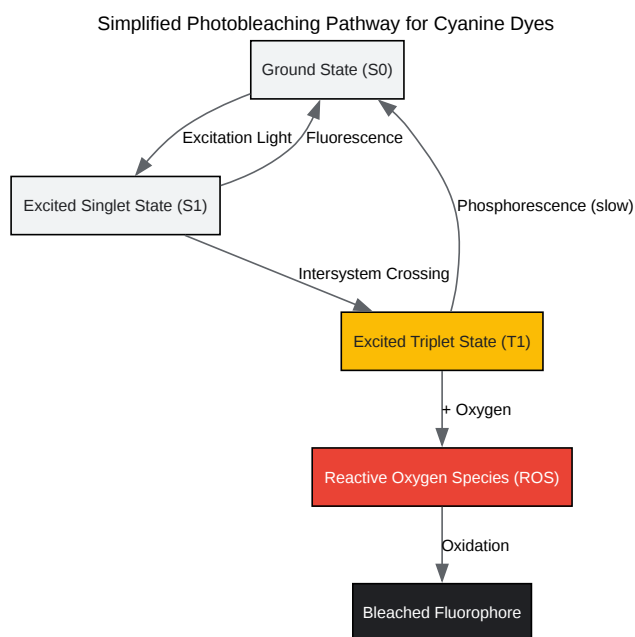 Simplified Photobleaching Pathway for Cyanine Dyes
Ground State (S0)
Excitation Light
Fluorescence
Excited Singlet State (S1)
Phosphorescence (slow)
Intersystem Crossing
Excited Triplet State (T1)
+ Oxygen
Reactive Oxygen Species (ROS)
Oxidation
Bleached Fluorophore